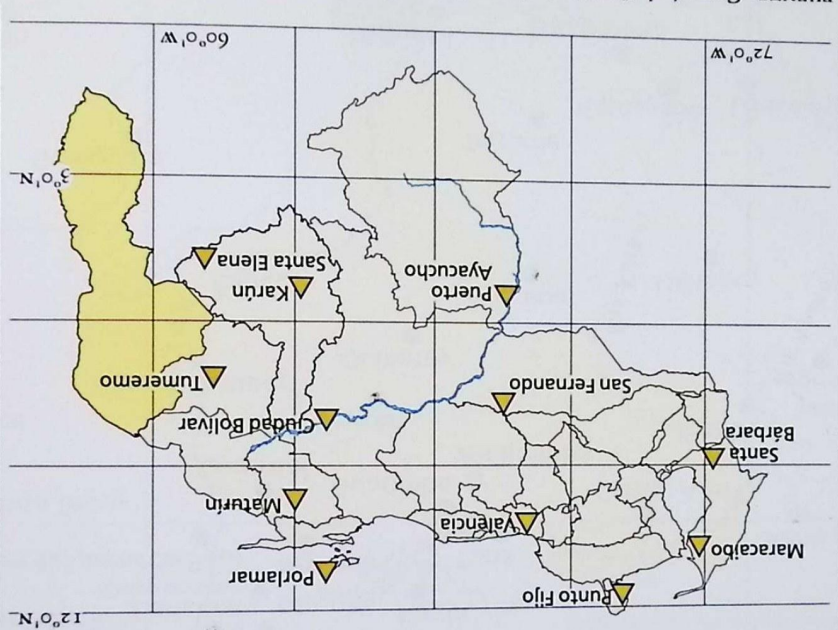 12°0'N
Punto Fijo
Porlamar
Maracaibo
Valencia
Maturín
Santa
Bárbara
Ciudad Bolívar
San Fernando
Tumeremo
Puerto
Ayacucho
Karún
Santa Elena
3°0'N
72°0'W
60°0'W